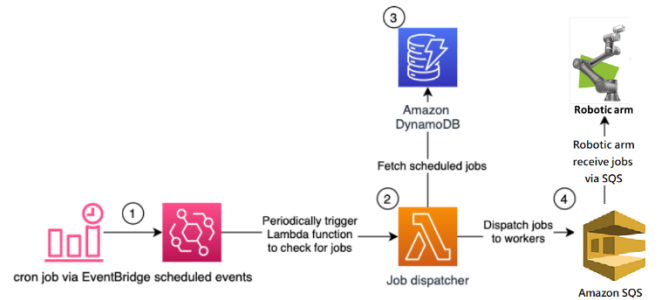 3
Amazon
DynamoDB
Robotic arm
Robotic arm
receive jobs
via SQS
Fetch scheduled jobs
1
2
4
Periodically trigger
Lambda function
to check for jobs
Dispatch jobs
to workers
cron job via EventBridge scheduled events
Job dispatcher
Amazon SQS